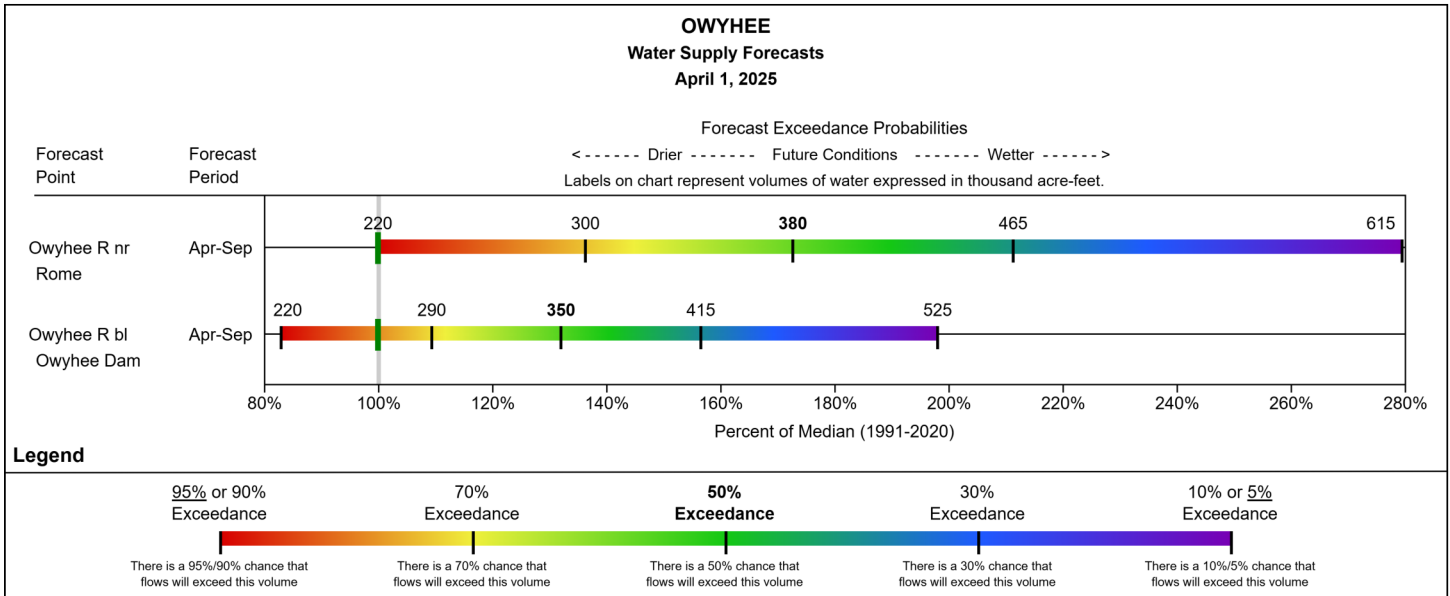 OWYHEE
Water Supply Forecasts
April 1, 2025
Forecast Exceedance Probabilities
Forecast Point
Forecast Period
<------ Drier ------- Future Conditions ------- Wetter ------>
Labels on chart represent volumes of water expressed in thousand acre-feet.
220 300 380 465 615
Owyhee R nr Apr-Sep
Rome
220 290 350 415 525
Owyhee R bl Apr-Sep
Owyhee Dam
80% 100% 120% 140% 160% 180% 200% 220% 240% 260% 280%
Percent of Median (1991-2020)
Legend
95% or 90% 70% 50% 30% 10% or 5%
Exceedance Exceedance Exceedance Exceedance Exceedance
There is a 95%/90% chance that There is a 70% chance that There is a 50% chance that There is a 30% chance that There is a 10%/5% chance that
flows will exceed this volume flows will exceed this volume flows will exceed this volume flows will exceed this volume flows will exceed this volume